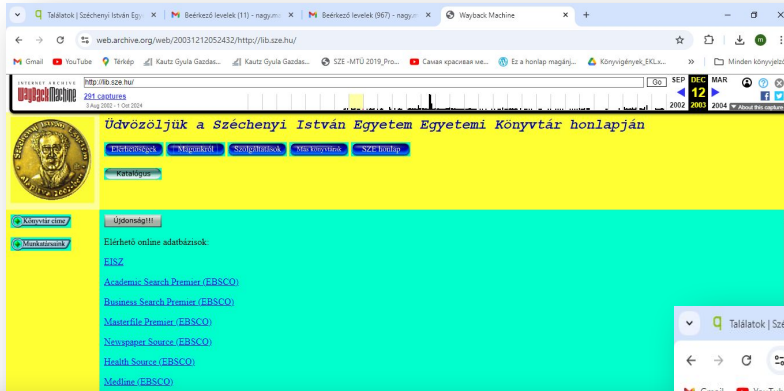 Találatok | Széchenyi István Egy
Beérkező levelek (11) - nagyma
Beérkező levelek (967) - nagym
Wayback Machine
web.archive.org/web/20031212052432/http://lib.sze.hu/
Gmail
YouTube
Térkép
Kautz Gyula Gazdas...
Kautz Gyula Gazdas...
SZE -MTÜ 2019_Pro...
Самая красивая ме...
Ez a honlap magánj...
Könyvigények_EKL.x...
Minden könyvjelző
INTERNET ARCHIVE
WayBackMachine
http://lib.sze.hu/
Go
SEP DEC MAR
291 captures
12
3 Aug 2002 - 1 Oct 2024
2002 2003 2004
About this capture
Üdvözöljük a Széchenyi István Egyetem Egyetemi Könyvtár honlapján
Elérhetőségek
Magunkról
Szolgáltatások
Más könyvtárak
SZE honlap
Katalógus
Könyvtár címe
Munkatársaink
Újdonság!!!
Elérhető online adatbázisok:
EISZ
Academic Search Premier (EBSCO)
Business Search Premier (EBSCO)
Masterfile Premier (EBSCO)
Newspaper Source (EBSCO)
Health Source (EBSCO)
Medline (EBSCO)
Találatok | Szé